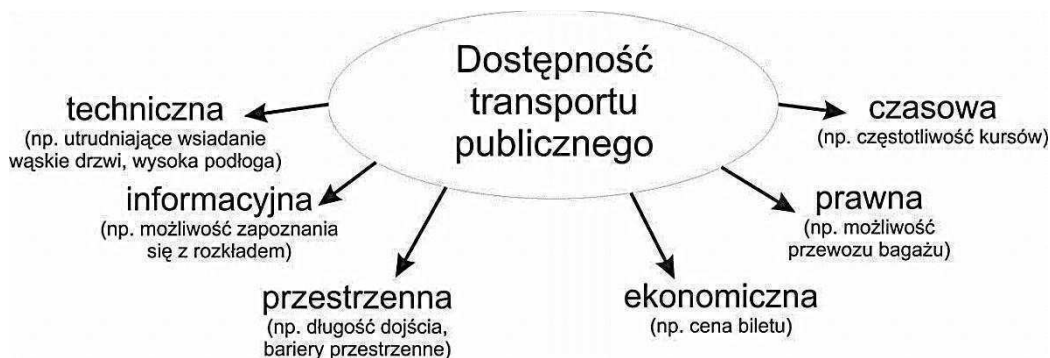 Dostępność
transportu
publicznego
techniczna
(np. utrudniające wsiadanie
wąskie drzwi, wysoka podłoga)
informacyjna
(np. możliwość zapoznania
się z rozkładem)
przestrzenna
(np. długość dojścia,
bariery przestrzenne)
ekonomiczna
(np. cena biletu)
prawna
(np. możliwość
przewozu bagażu)
czasowa
(np. częstotliwość kursów)